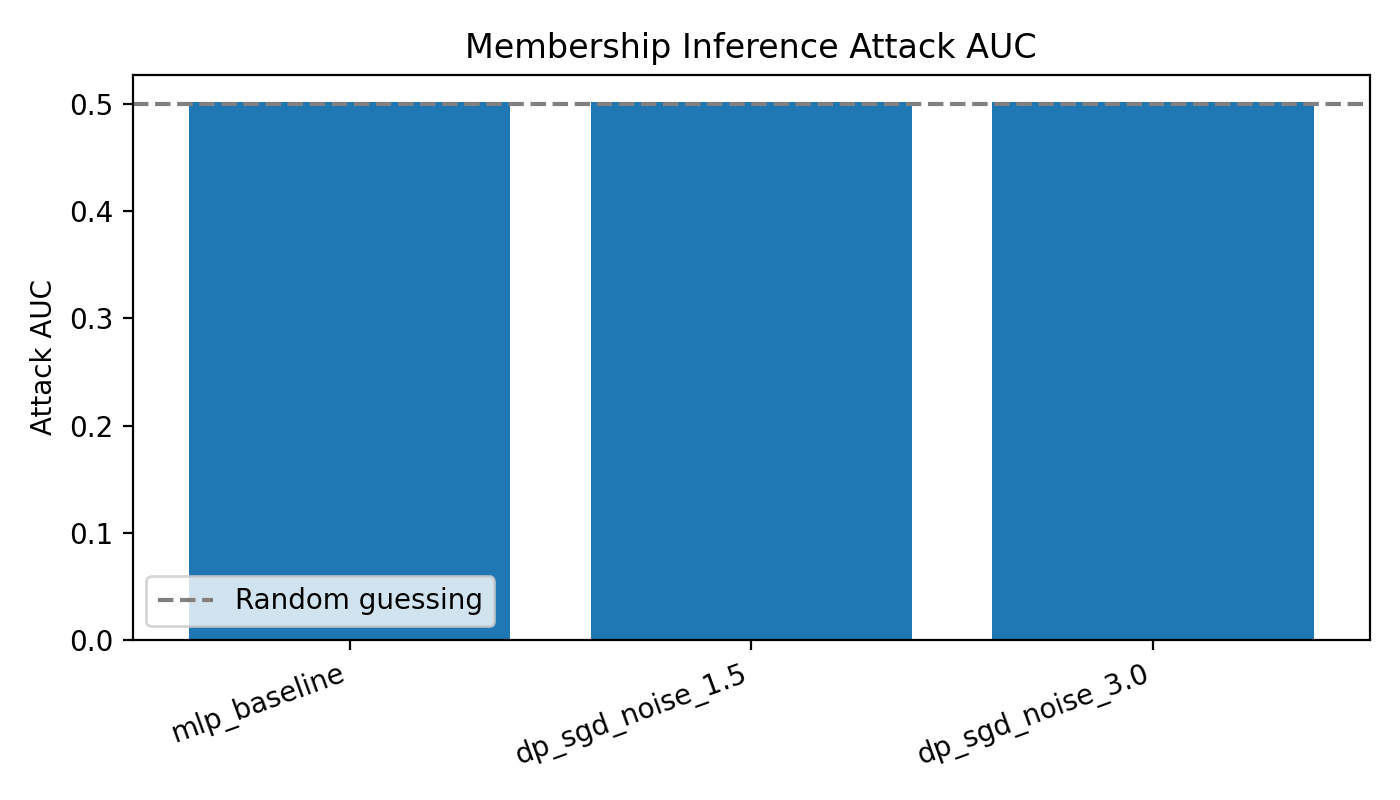 Membership Inference Attack AUC
Attack AUC
0.5
0.4
0.3
0.2
0.1
0.0
Random guessing
mlp_baseline
dp_sgd_noise_1.5
dp_sgd_noise_3.0